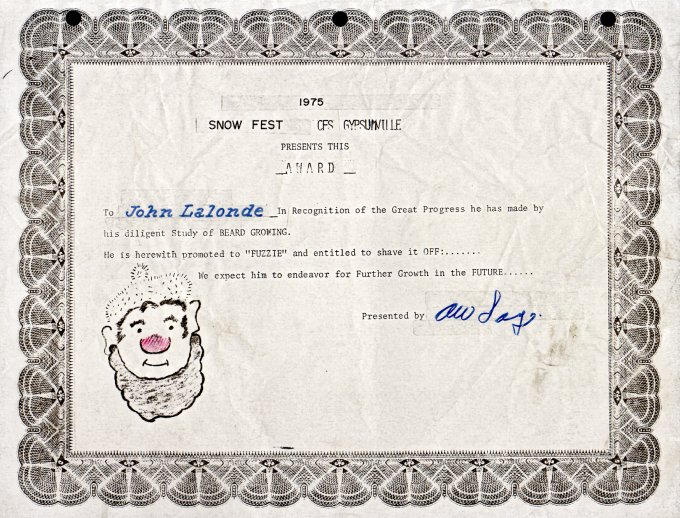 1975
SNOW FEST CFS GYPSUMVILLE
PRESENTS THIS
AWARD
To John Lalonde In Recognition of the Great Progress he has made by
his diligent Study of BEARD GROWING.
He is herewith promoted to "FUZZIE" and entitled to shave it OFF:.......
We expect him to endeavor for Further Growth in the FUTURE......
Presented by